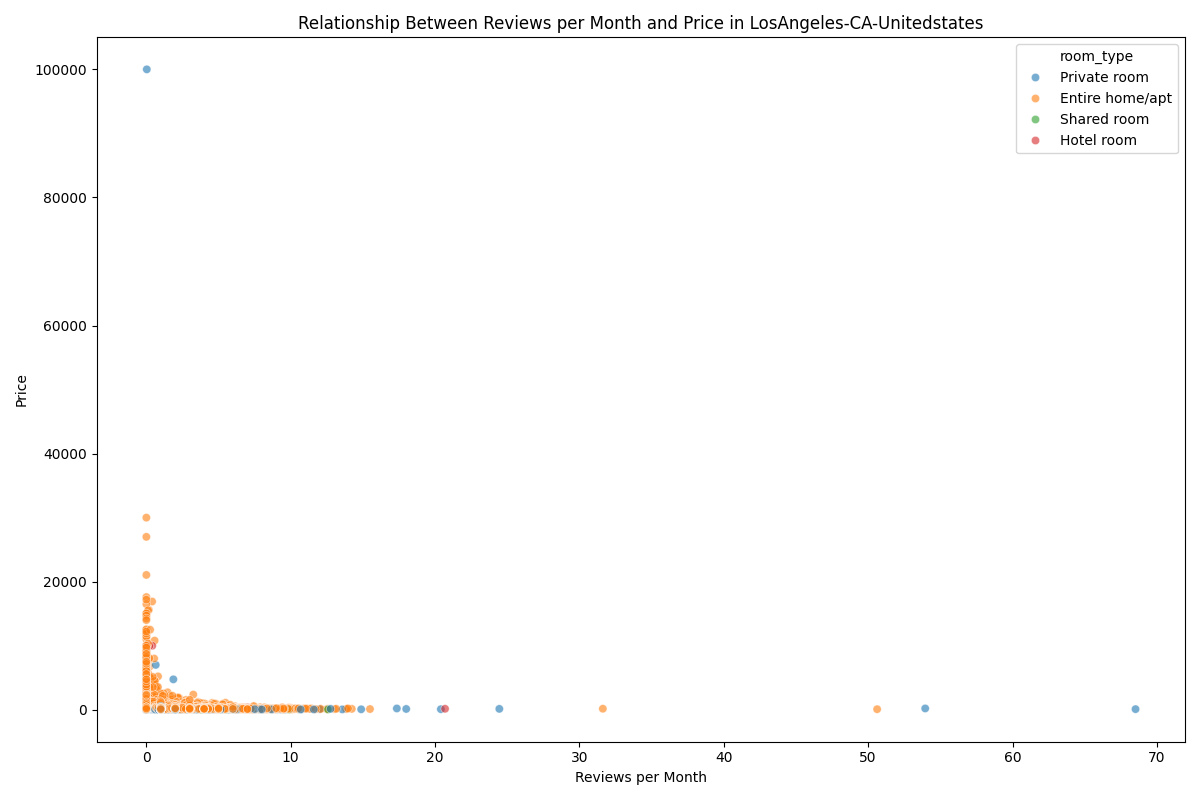 Relationship Between Reviews per Month and Price in LosAngeles-CA-Unitedstates
room_type
Private room
Entire home/apt
Shared room
Hotel room
100000
80000
60000
40000
20000
0
Price
0 10 20 30 40 50 60 70
Reviews per Month